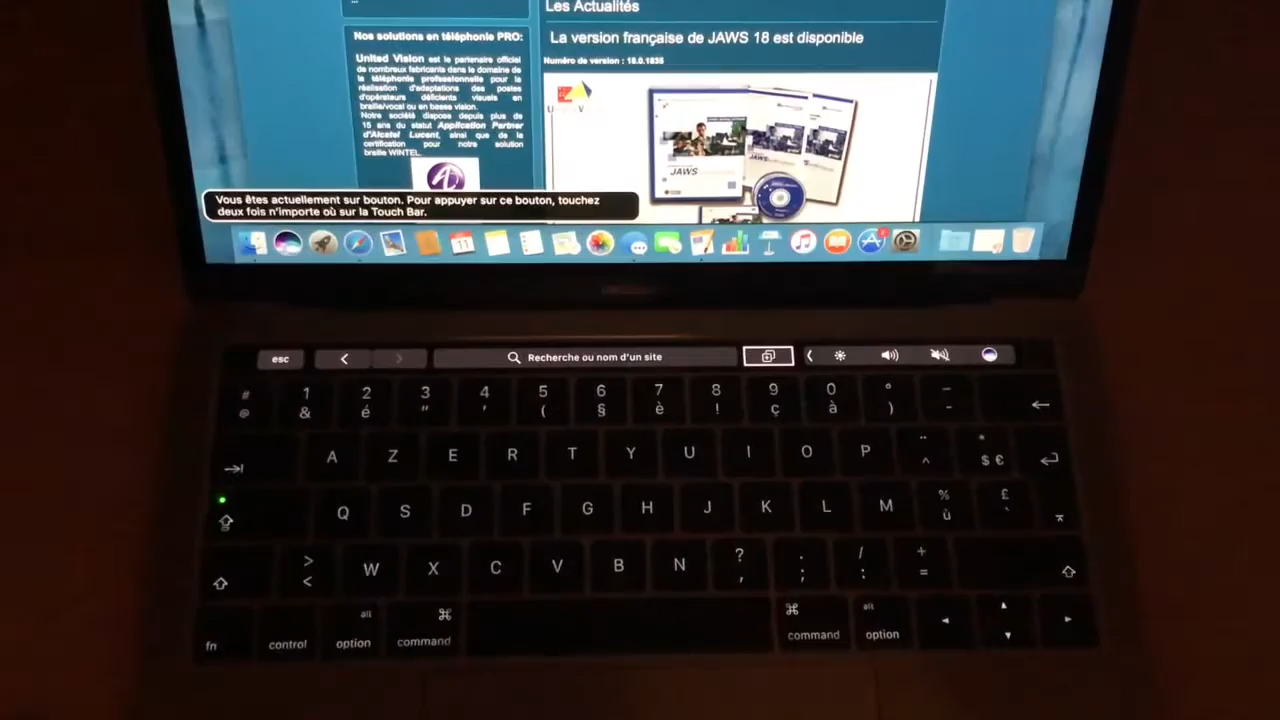 Les Actualités
Nos solutions en téléphonie PRO:
La version française de JAWS 18 est disponible
Numéro de version : 18.0.1835
United Vision est le partenaire officiel
de nombreux fabricants dans le domaine de
la téléphonie professionnelle pour la
réalisation d'adaptations des postes
d'opérateurs déficients visuels en
braille/vocal ou en basse vision.
Notre société dispose depuis plus de
15 ans du statut Application Partner
d'Alcatel Lucent, ainsi que de la
certification pour notre solution
braille WINTEL.
JAWS
JAWS
Vous êtes actuellement sur bouton. Pour appuyer sur ce bouton, touchez
deux fois n'importe où sur la Touch Bar.
11
esc
Recherche ou nom d'un site
# 1 2 3 4 5 6 7 8 9 0 ° _
@ & é " ' ( § è ! ç à ) -
A Z E R T Y U I O P ¨ ^ * $ €
Q S D F G H J K L M % ù £ `
> < W X C V B N ? , . ; / : + =
alt ⌘ ⌘ alt
fn control option command command option